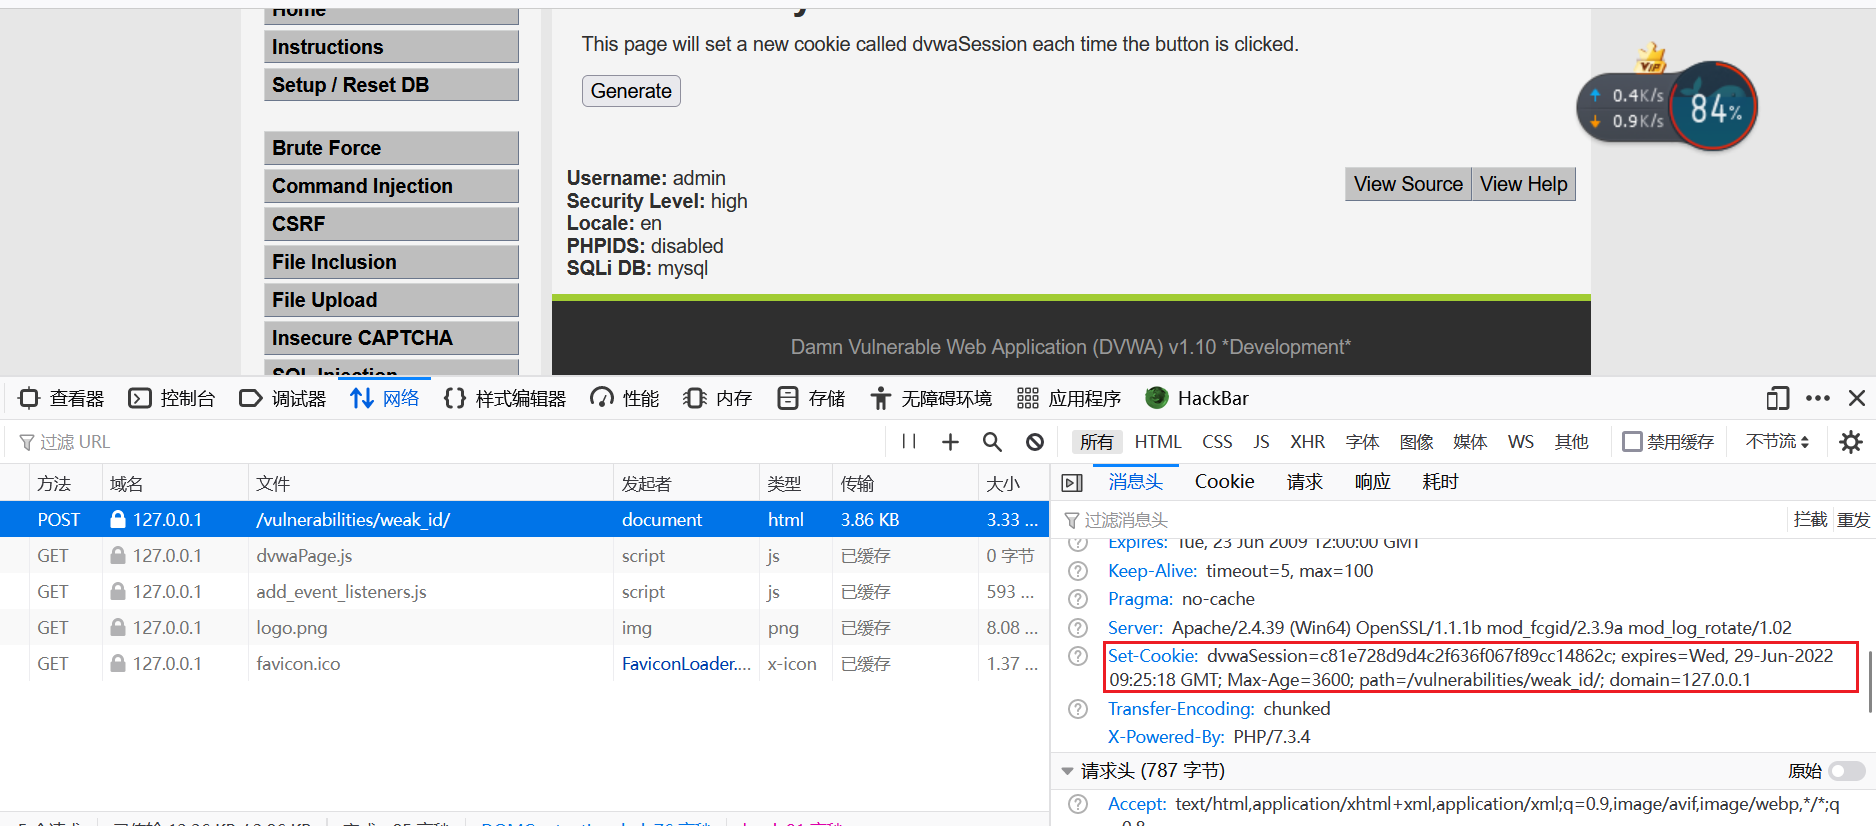 Home
Instructions
Setup / Reset DB
Brute Force
Command Injection
CSRF
File Inclusion
File Upload
Insecure CAPTCHA
SQL Injection
This page will set a new cookie called dvwaSession each time the button is clicked.
Generate
Username: admin
Security Level: high
Locale: en
PHPIDS: disabled
SQLi DB: mysql
View Source
View Help
VIP
0.4K/s
0.9K/s
84%
Damn Vulnerable Web Application (DVWA) v1.10 *Development*
查看器 控制台 调试器 网络 样式编辑器 性能 内存 存储 无障碍环境 应用程序 HackBar
过滤 URL
所有 HTML CSS JS XHR 字体 图像 媒体 WS 其他 禁用缓存 不节流
方法 域名 文件 发起者 类型 传输 大小
POST 127.0.0.1 /vulnerabilities/weak_id/ document html 3.86 KB 3.33 ...
GET 127.0.0.1 dvwaPage.js script js 已缓存 0 字节
GET 127.0.0.1 add_event_listeners.js script js 已缓存 593 ...
GET 127.0.0.1 logo.png img png 已缓存 8.08 ...
GET 127.0.0.1 favicon.ico FaviconLoader.... x-icon 已缓存 1.37 ...
消息头 Cookie 请求 响应 耗时
过滤消息头
拦截 重发
Expires: Tue, 23 Jun 2009 12:00:00 GMT
Keep-Alive: timeout=5, max=100
Pragma: no-cache
Server: Apache/2.4.39 (Win64) OpenSSL/1.1.1b mod_fcgid/2.3.9a mod_log_rotate/1.02
Set-Cookie: dvwaSession=c81e728d9d4c2f636f067f89cc14862c; expires=Wed, 29-Jun-2022
09:25:18 GMT; Max-Age=3600; path=/vulnerabilities/weak_id/; domain=127.0.0.1
Transfer-Encoding: chunked
X-Powered-By: PHP/7.3.4
请求头 (787 字节)
原始
Accept: text/html,application/xhtml+xml,application/xml;q=0.9,image/avif,image/webp,*/*;q